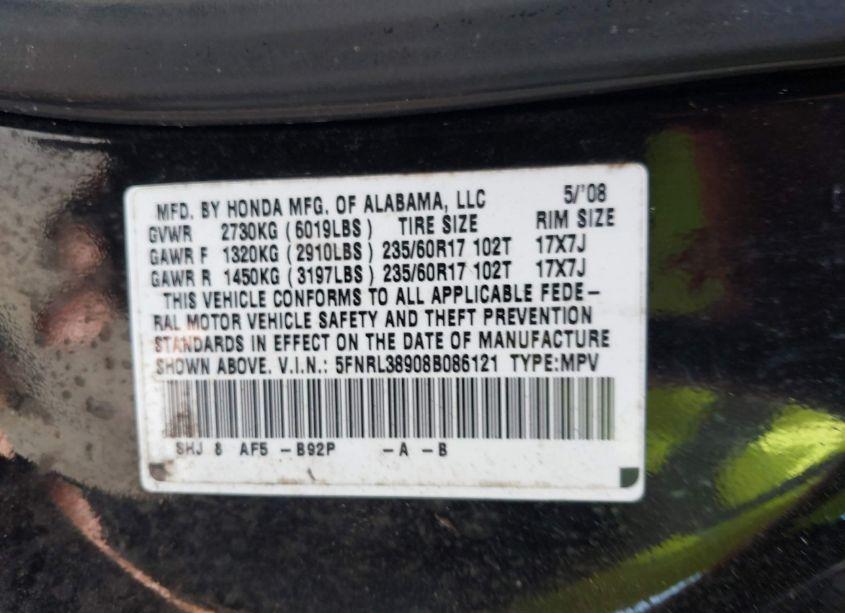 MFD. BY HONDA MFG. OF ALABAMA, LLC 5/'08
GVWR 2730KG (6019LBS) TIRE SIZE RIM SIZE
GAWR F 1320KG (2910LBS) 235/60R17 102T 17X7J
GAWR R 1450KG (3197LBS) 235/60R17 102T 17X7J
THIS VEHICLE CONFORMS TO ALL APPLICABLE FEDE-
RAL MOTOR VEHICLE SAFETY AND THEFT PREVENTION
STANDARDS IN EFFECT ON THE DATE OF MANUFACTURE
SHOWN ABOVE. V.I.N.: 5FNRL38908B086121 TYPE:MPV
SHJ 8 AF5 -B92P -A -B